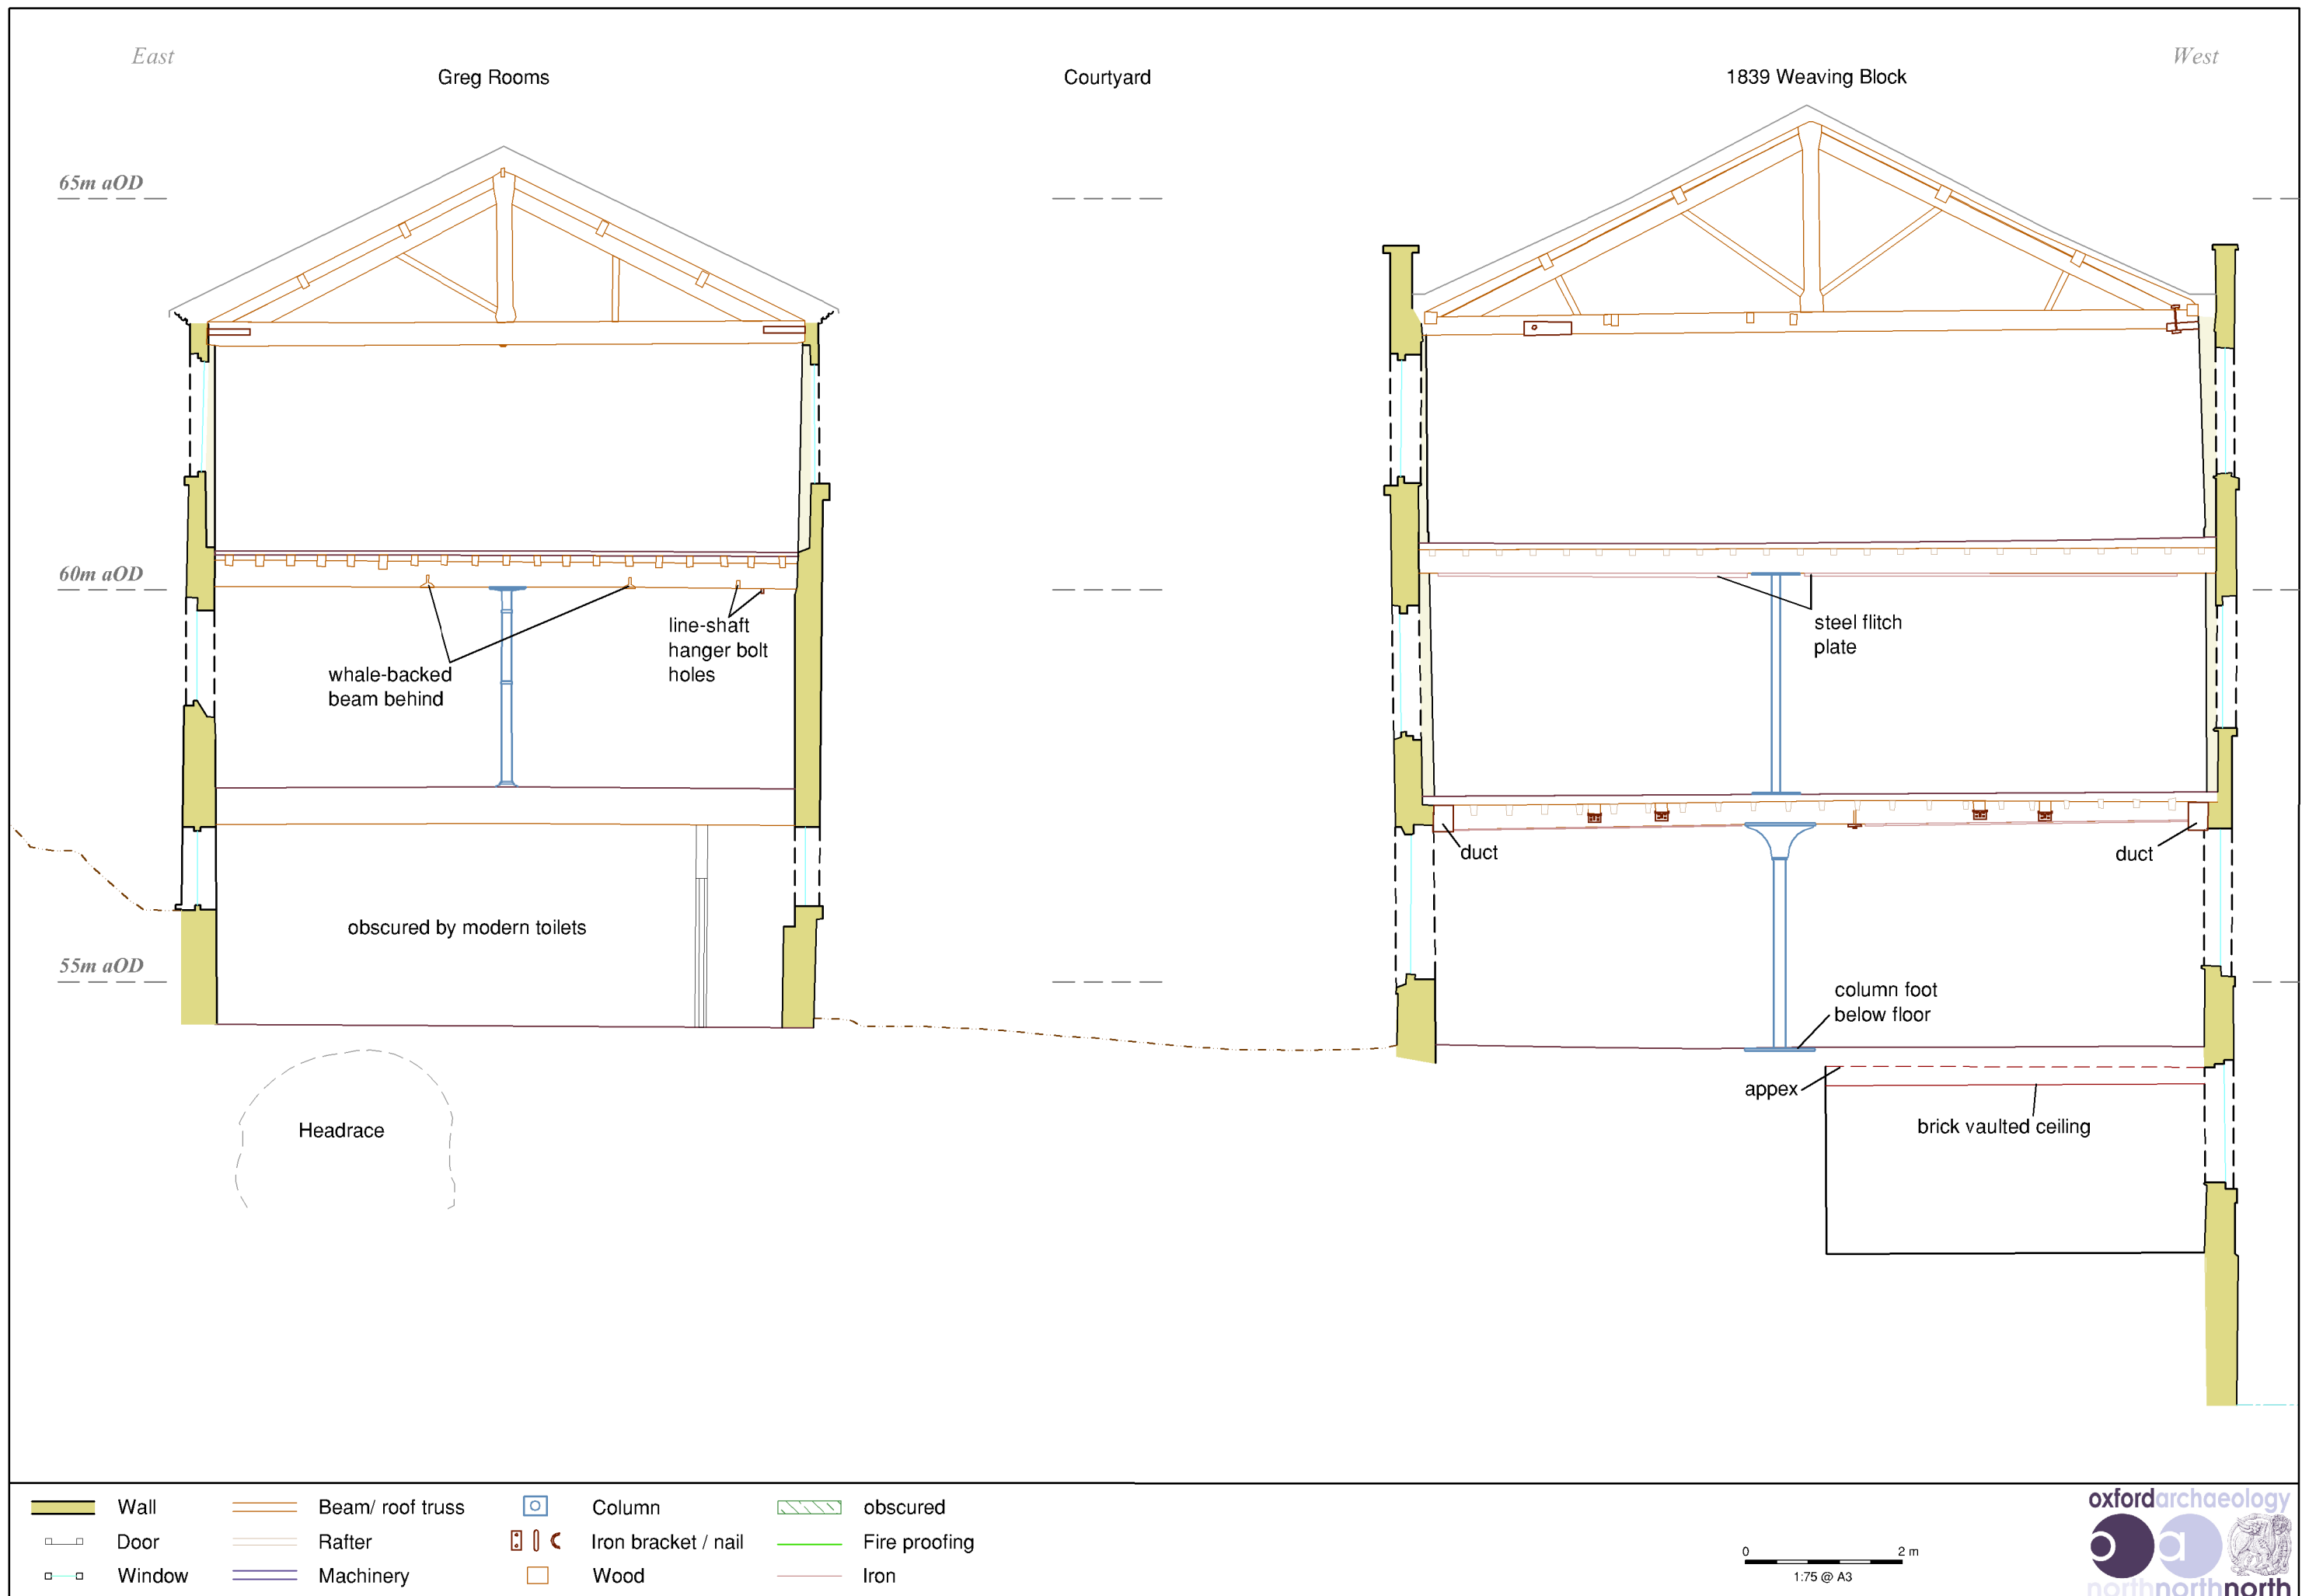 East
West
Greg Rooms
Courtyard
1839 Weaving Block
65m aOD
60m aOD
line-shaft
hanger bolt
holes
whale-backed
beam behind
steel flitch
plate
duct
duct
obscured by modern toilets
55m aOD
column foot
below floor
appex
Headrace
brick vaulted ceiling
Wall
Beam/ roof truss
Column
obscured
Door
Rafter
Iron bracket / nail
Fire proofing
Window
Machinery
Wood
Iron
0
2 m
1:75 @ A3
oxfordarchaeology
oa
northnorthnorth